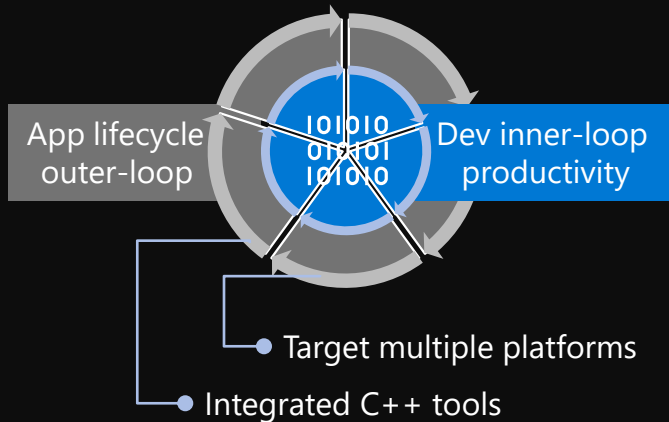 App lifecycle
outer-loop
101010
010101
101010
Dev inner-loop
productivity
Target multiple platforms
Integrated C++ tools